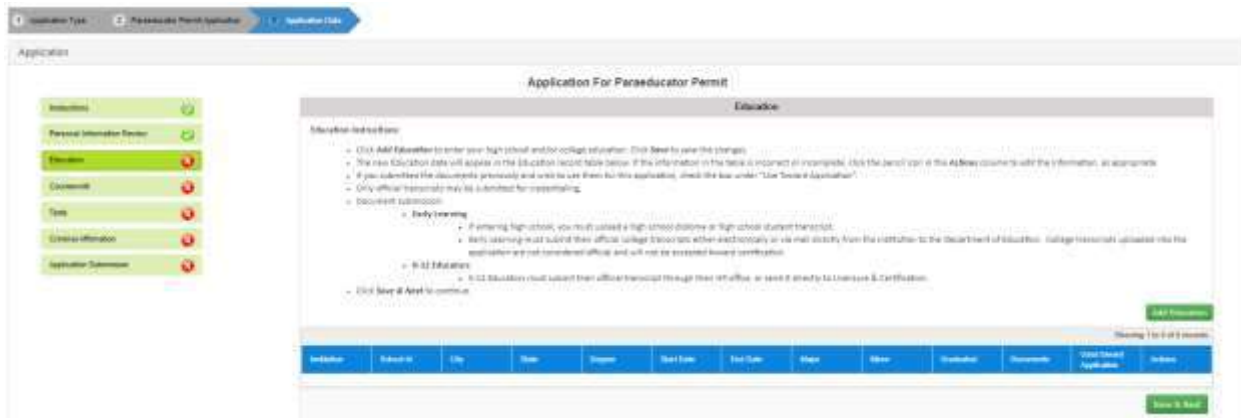 1 Application Type 2 Paraeducator Permit Application Application Data
Application
Application For Paraeducator Permit
Instructions
Personal Information Review
Education
Coursework
Tests
Criminal Affirmation
Application Submission
Education
Education Instructions:
Click Add Education to enter your high school and/or college education. Click Save to save the changes.
The new Education data will appear in the Education record table below. If the information in the table is incorrect or incomplete, click the pencil icon in the Actions column to edit the information, as appropriate.
If you submitted the documents previously and wish to use them for this application, check the box under "Use Toward Application".
Only official transcripts may be submitted for credentialing.
Document submission:
Early Learning
If entering high school, you must upload a high school diploma or high school student transcript.
Early Learning must submit their official college transcripts either electronically or via mail directly from the institution to the Department of Education. College transcripts uploaded into the
application are not considered official and will not be accepted toward certification.
K-12 Educators
K-12 Education must submit their official transcript through their HR office, or send it directly to Licensure & Certification.
Click Save & Next to continue
Add Education
Showing 1 to 0 of 0 records
Institution School Id City State Degree Start Date End Date Major Minor Graduated Documents Used Toward Application Actions
Save & Next